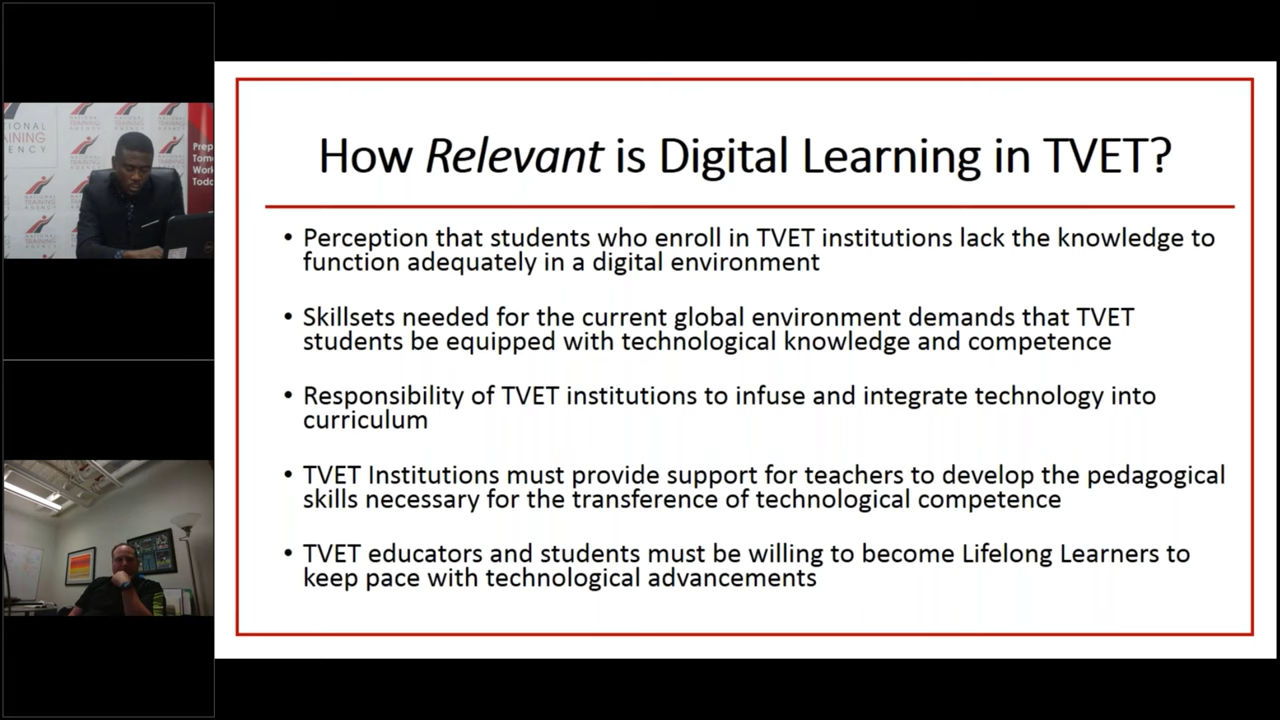 How Relevant is Digital Learning in TVET?
• Perception that students who enroll in TVET institutions lack the knowledge to
function adequately in a digital environment
• Skillsets needed for the current global environment demands that TVET
students be equipped with technological knowledge and competence
• Responsibility of TVET institutions to infuse and integrate technology into
curriculum
• TVET Institutions must provide support for teachers to develop the pedagogical
skills necessary for the transference of technological competence
• TVET educators and students must be willing to become Lifelong Learners to
keep pace with technological advancements
NATIONAL
TRAINING
AGENCY